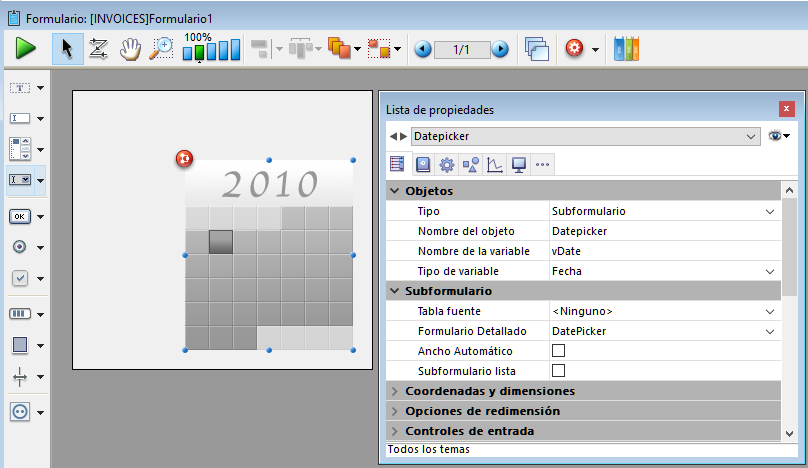 Formulario: [INVOICES]Formulario1
100%
1/1
T
OK
2010
Lista de propiedades
x
Datepicker
Objetos
Tipo Subformulario
Nombre del objeto Datepicker
Nombre de la variable vDate
Tipo de variable Fecha
Subformulario
Tabla fuente <Ninguno>
Formulario Detallado DatePicker
Ancho Automático
Subformulario lista
Coordenadas y dimensiones
Opciones de redimensión
Controles de entrada
Todos los temas